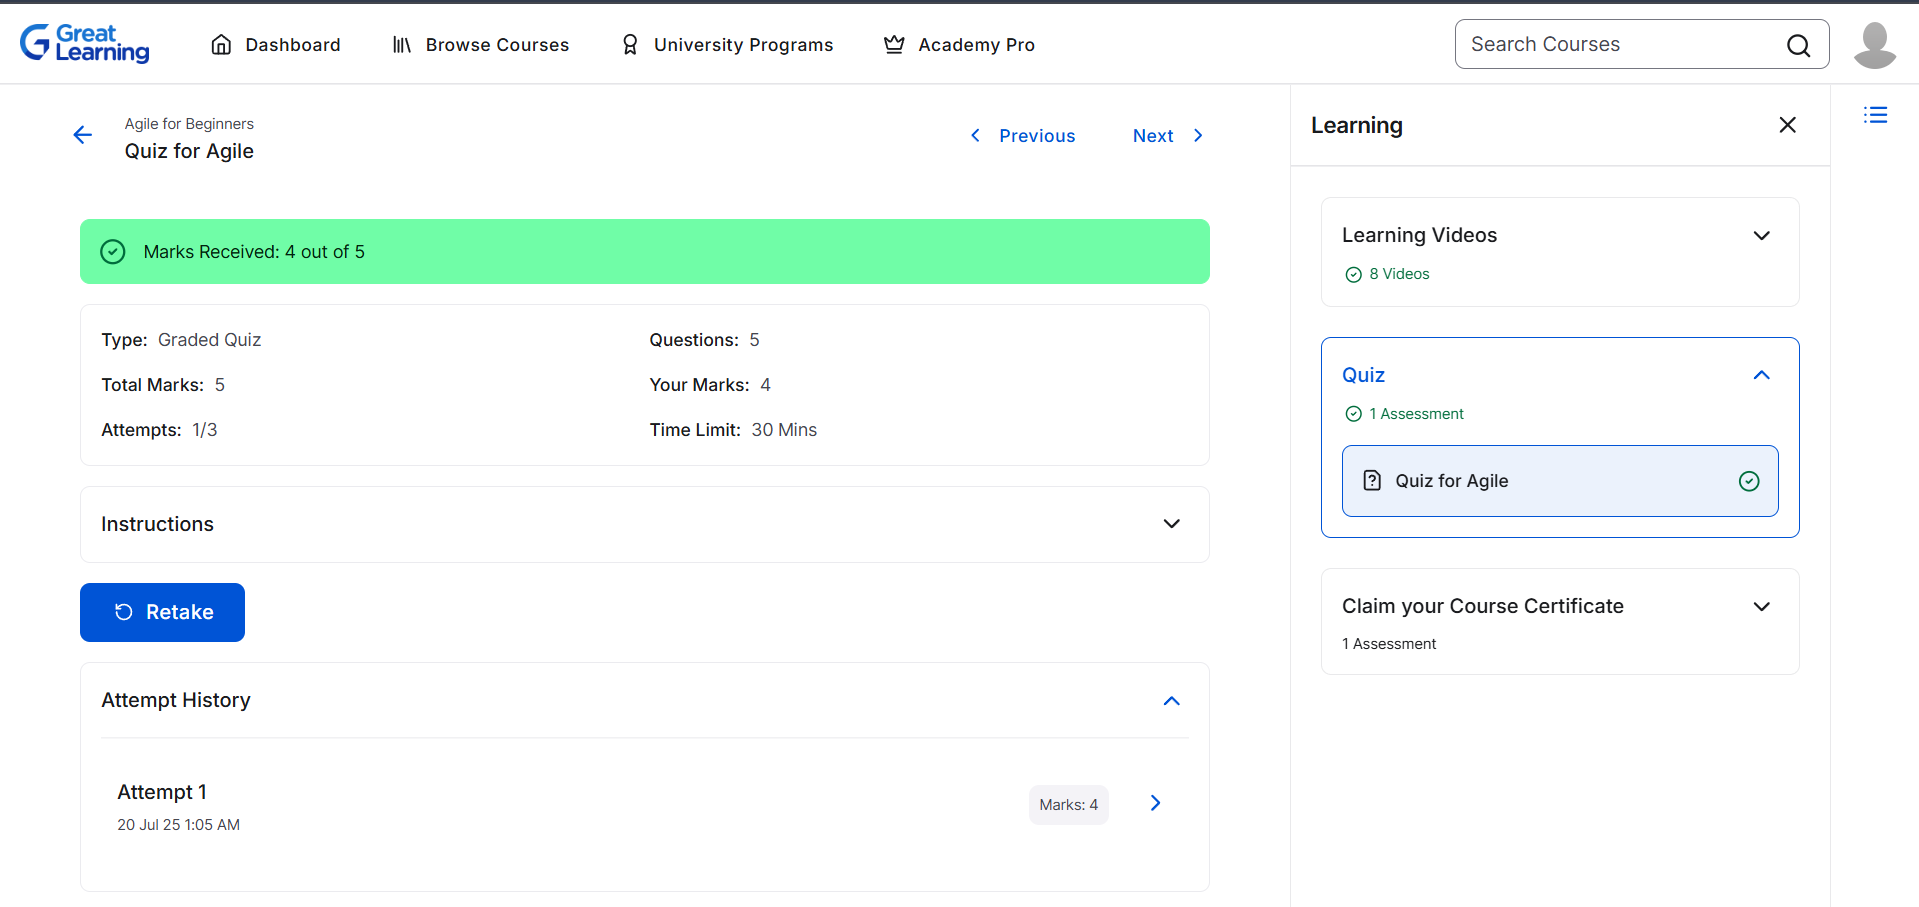 Great Learning
Dashboard
Browse Courses
University Programs
Academy Pro
Search Courses
Agile for Beginners
Quiz for Agile
Previous
Next
Marks Received: 4 out of 5
Type: Graded Quiz
Questions: 5
Total Marks: 5
Your Marks: 4
Attempts: 1/3
Time Limit: 30 Mins
Instructions
Retake
Attempt History
Attempt 1
20 Jul 25 1:05 AM
Marks: 4
Learning
Learning Videos
8 Videos
Quiz
1 Assessment
Quiz for Agile
Claim your Course Certificate
1 Assessment